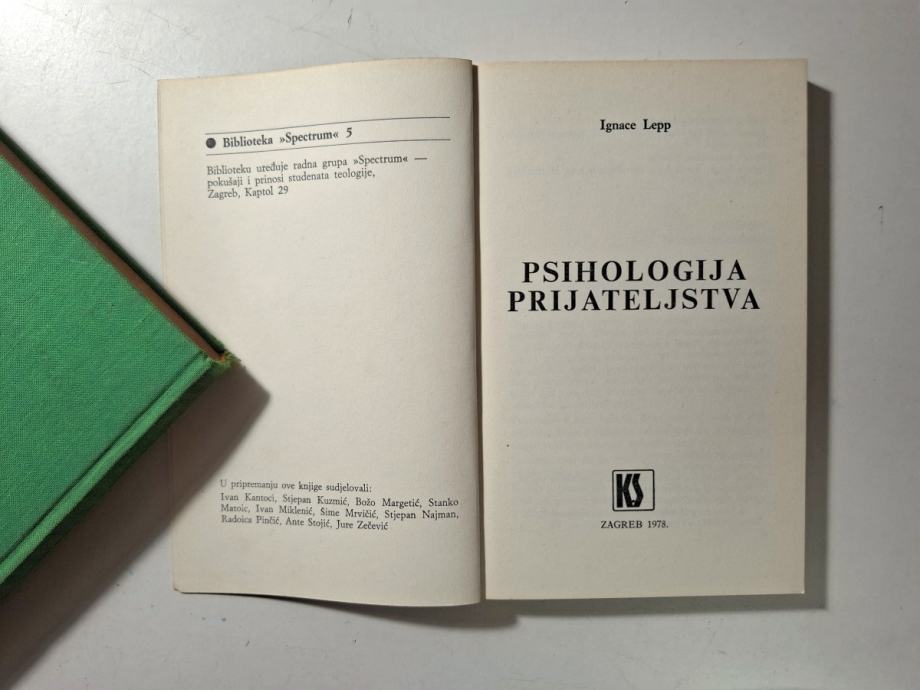 Biblioteka »Spectrum« 5
Biblioteku uređuje radna grupa »Spectrum« —
pokušaji i prinosi studenata teologije,
Zagreb, Kaptol 29
U pripremanju ove knjige sudjelovali:
Ivan Kantoci, Stjepan Kuzmić, Božo Margetić, Stanko
Matoic, Ivan Miklenić, Šime Mrvičić, Stjepan Najman,
Radoica Pinčić, Ante Stojić, Jure Zečević
Ignace Lepp
PSIHOLOGIJA
PRIJATELJSTVA
KS
ZAGREB 1978.